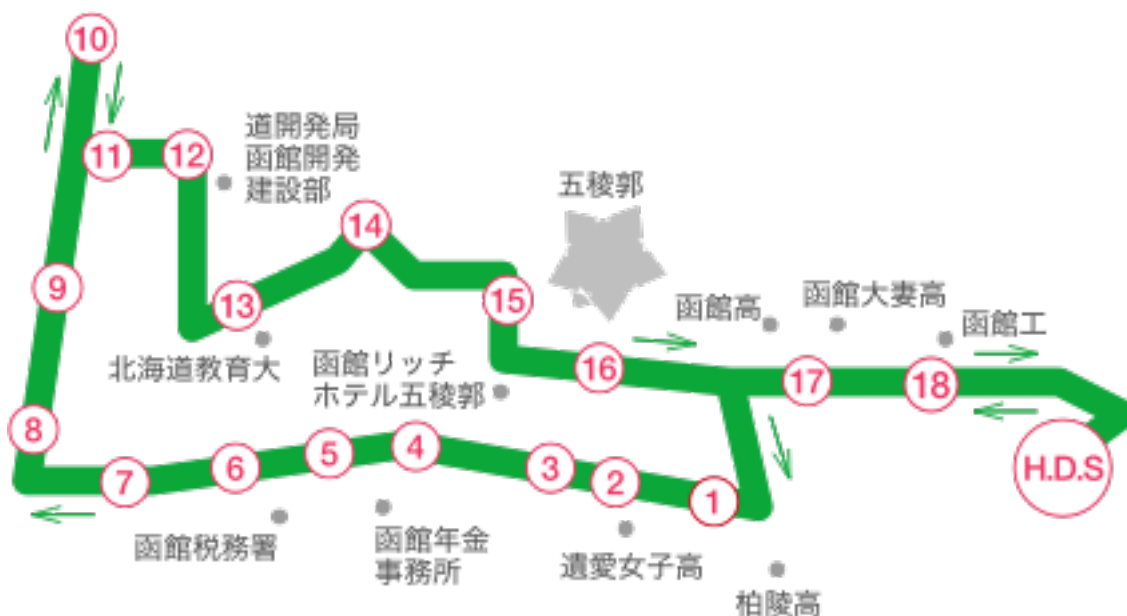 10
道開発局
函館開発
建設部
11
12
五稜郭
14
9
13
15
函館高
函館大妻高
函館工
北海道教育大
函館リッチ
ホテル五稜郭
16
17
18
8
7
6
5
4
3
2
1
H.D.S
函館税務署
函館年金
事務所
遺愛女子高
柏陵高